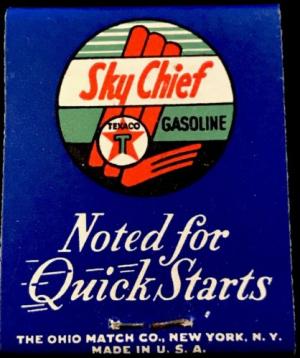 Sky Chief
TEXACO
T
GASOLINE
Noted for
Quick Starts
THE OHIO MATCH CO., NEW YORK, N. Y.
MADE IN U. S. A.